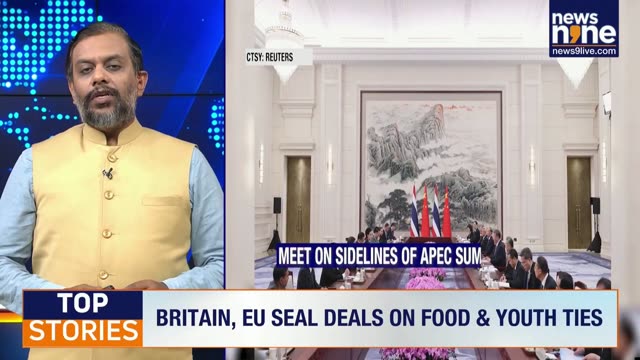 CTSY: REUTERS
news
nine
news9live.com
MEET ON SIDELINES OF APEC SUM
TOP
STORIES
BRITAIN, EU SEAL DEALS ON FOOD & YOUTH TIES